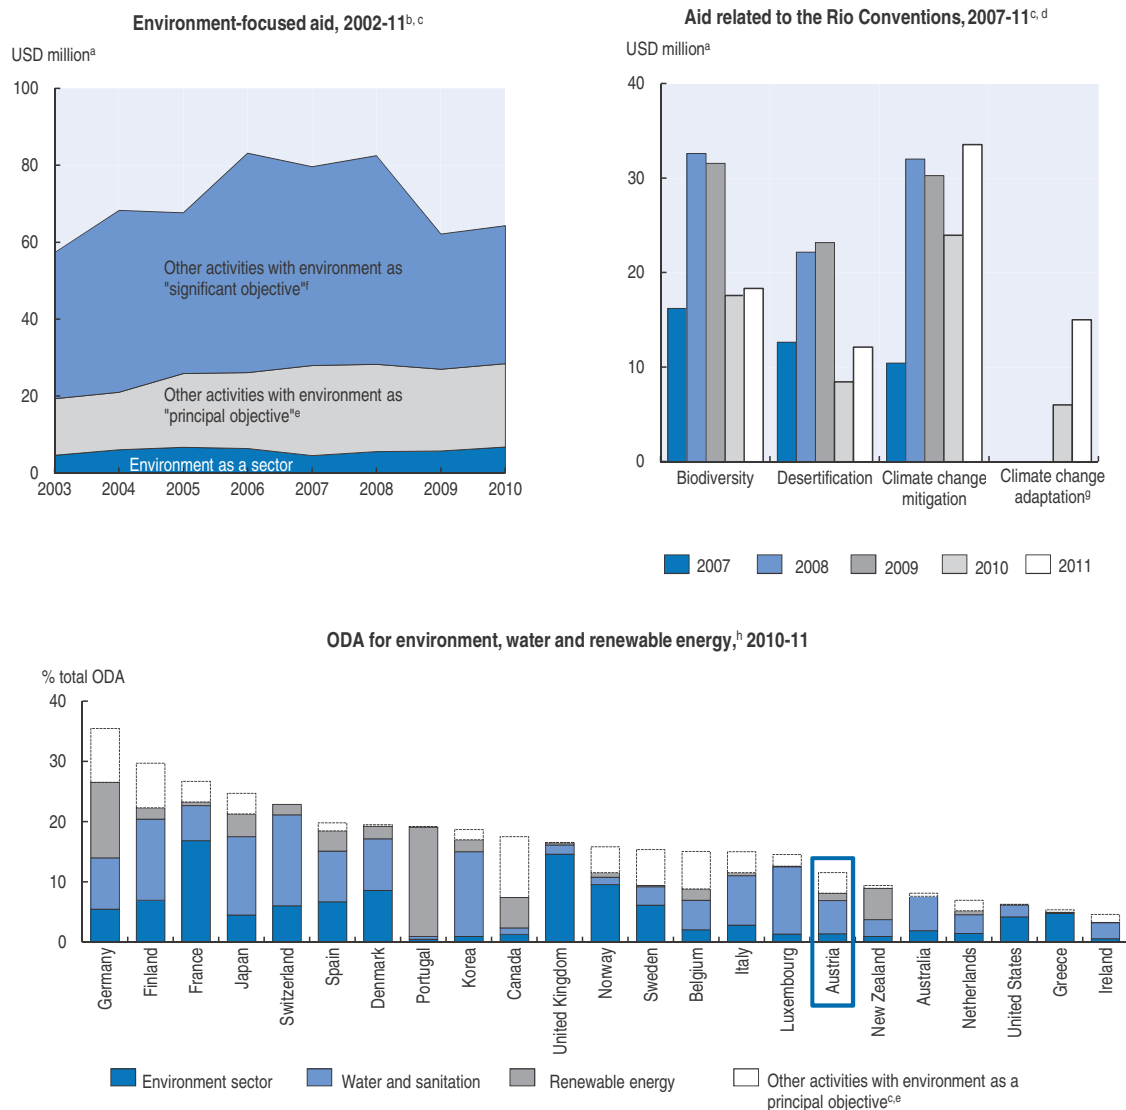 Environment-focused aid, 2002-11b, c
USD milliona
100
80
60
40
20
0
Other activities with environment as
"significant objective"f
Other activities with environment as
"principal objective"e
Environment as a sector
2003 2004 2005 2006 2007 2008 2009 2010
Aid related to the Rio Conventions, 2007-11c, d
USD milliona
40
30
20
10
0
Biodiversity Desertification Climate change mitigation Climate change adaptationg
2007 2008 2009 2010 2011
ODA for environment, water and renewable energy,h 2010-11
% total ODA
40
30
20
10
0
Germany
Finland
France
Japan
Switzerland
Spain
Denmark
Portugal
Korea
Canada
United Kingdom
Norway
Sweden
Belgium
Italy
Luxembourg
Austria
New Zealand
Australia
Netherlands
United States
Greece
Ireland
Environment sector Water and sanitation Renewable energy Other activities with environment as a
principal objectivec,e